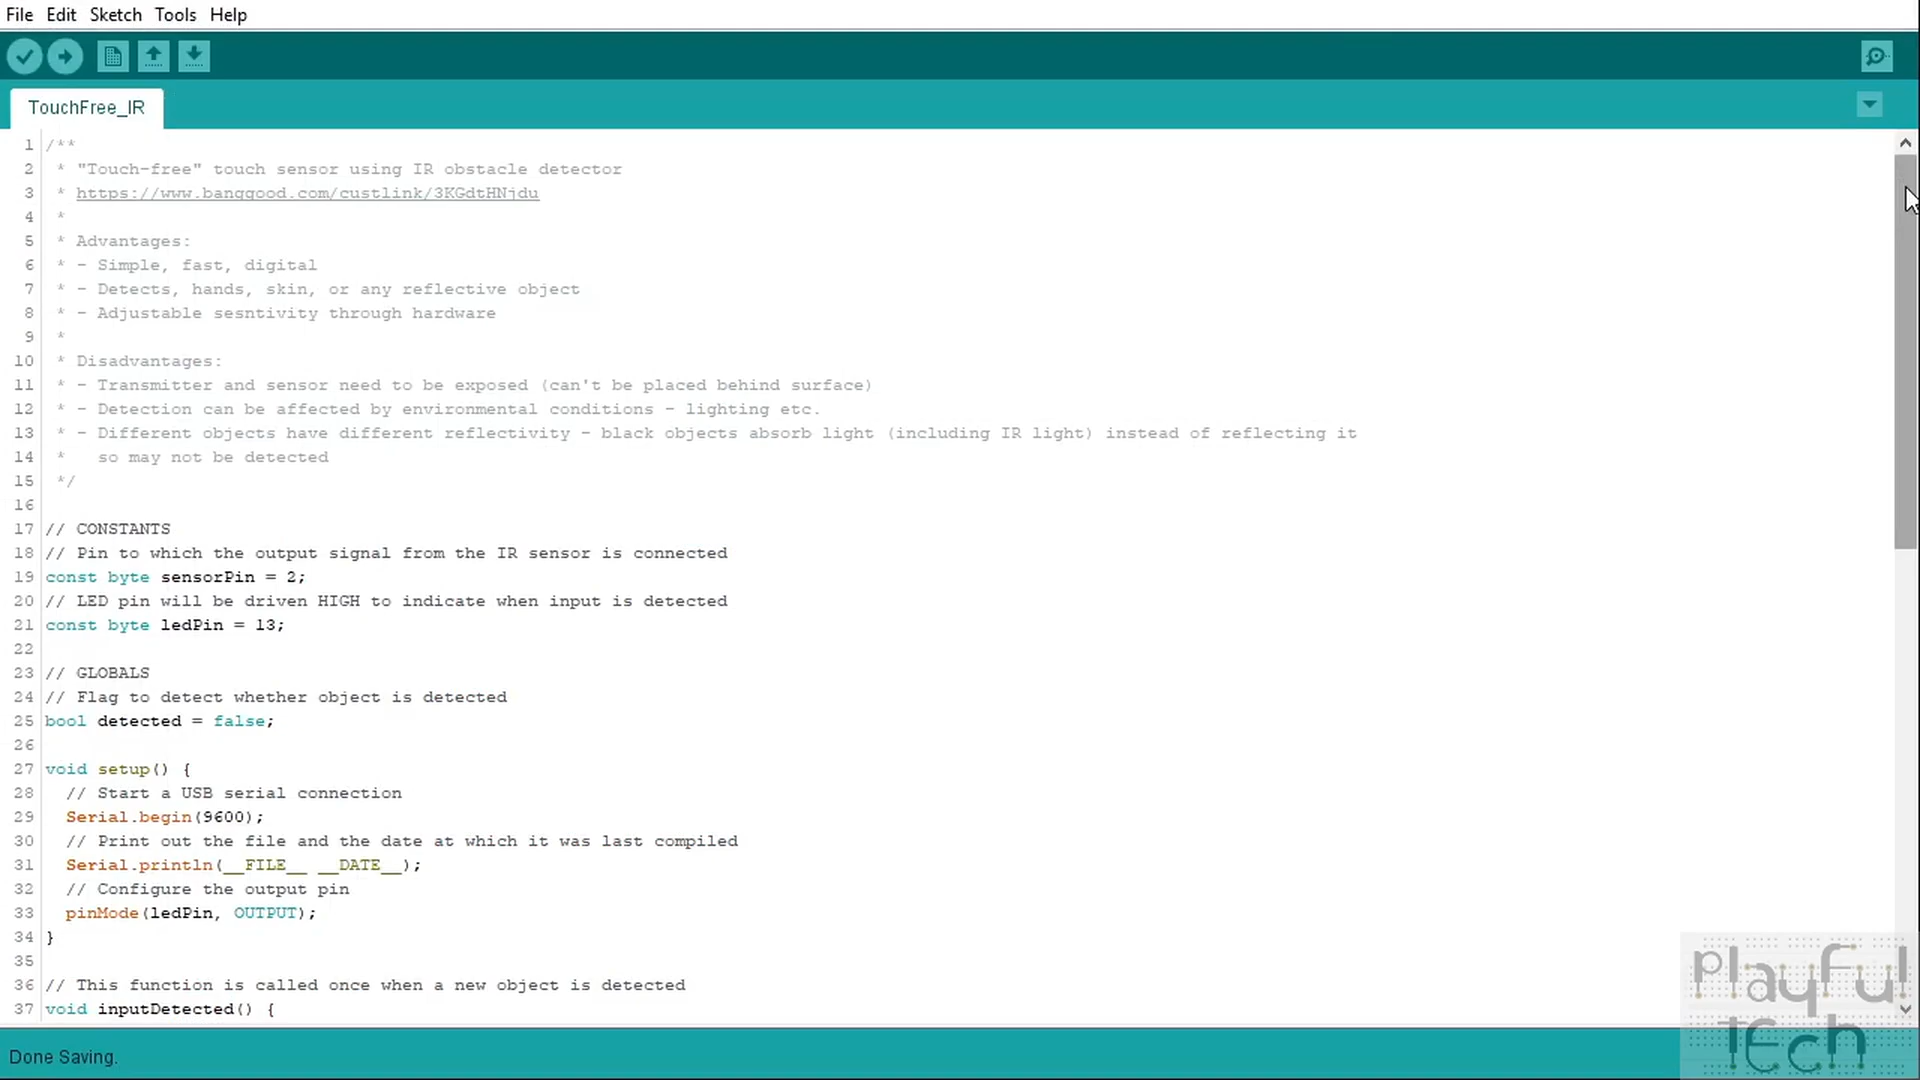 File Edit Sketch Tools Help
TouchFree_IR
1 /**
2 * "Touch-free" touch sensor using IR obstacle detector
3 * https://www.banggood.com/custlink/3KGdtHNjdu
4 *
5 * Advantages:
6 * - Simple, fast, digital
7 * - Detects, hands, skin, or any reflective object
8 * - Adjustable sesntivity through hardware
9 *
10 * Disadvantages:
11 * - Transmitter and sensor need to be exposed (can't be placed behind surface)
12 * - Detection can be affected by environmental conditions - lighting etc.
13 * - Different objects have different reflectivity - black objects absorb light (including IR light) instead of reflecting it
14 * so may not be detected
15 */
16
17 // CONSTANTS
18 // Pin to which the output signal from the IR sensor is connected
19 const byte sensorPin = 2;
20 // LED pin will be driven HIGH to indicate when input is detected
21 const byte ledPin = 13;
22
23 // GLOBALS
24 // Flag to detect whether object is detected
25 bool detected = false;
26
27 void setup() {
28 // Start a USB serial connection
29 Serial.begin(9600);
30 // Print out the file and the date at which it was last compiled
31 Serial.println(__FILE__ __DATE__);
32 // Configure the output pin
33 pinMode(ledPin, OUTPUT);
34 }
35
36 // This function is called once when a new object is detected
37 void inputDetected() {
Done Saving.
playful
tech